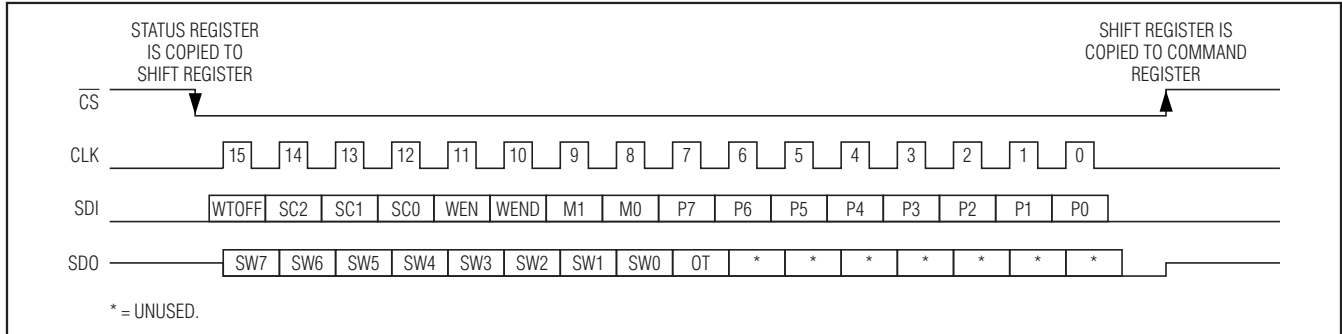 STATUS REGISTER
IS COPIED TO
SHIFT REGISTER
SHIFT REGISTER IS
COPIED TO COMMAND
REGISTER
CS
CLK 15 14 13 12 11 10 9 8 7 6 5 4 3 2 1 0
SDI WTOFF SC2 SC1 SC0 WEN WEND M1 M0 P7 P6 P5 P4 P3 P2 P1 P0
SDO SW7 SW6 SW5 SW4 SW3 SW2 SW1 SW0 OT * * * * * * *
* = UNUSED.